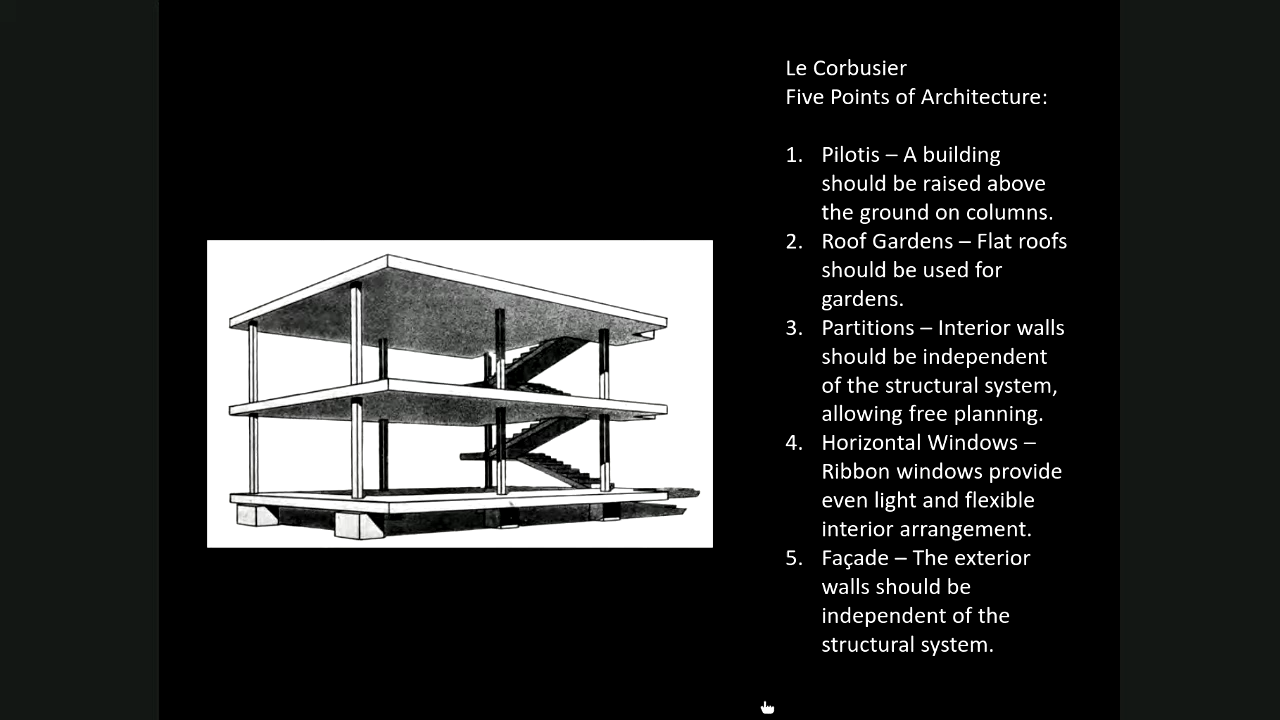 Le Corbusier
Five Points of Architecture:
1. Pilotis – A building
should be raised above
the ground on columns.
2. Roof Gardens – Flat roofs
should be used for
gardens.
3. Partitions – Interior walls
should be independent
of the structural system,
allowing free planning.
4. Horizontal Windows –
Ribbon windows provide
even light and flexible
interior arrangement.
5. Façade – The exterior
walls should be
independent of the
structural system.